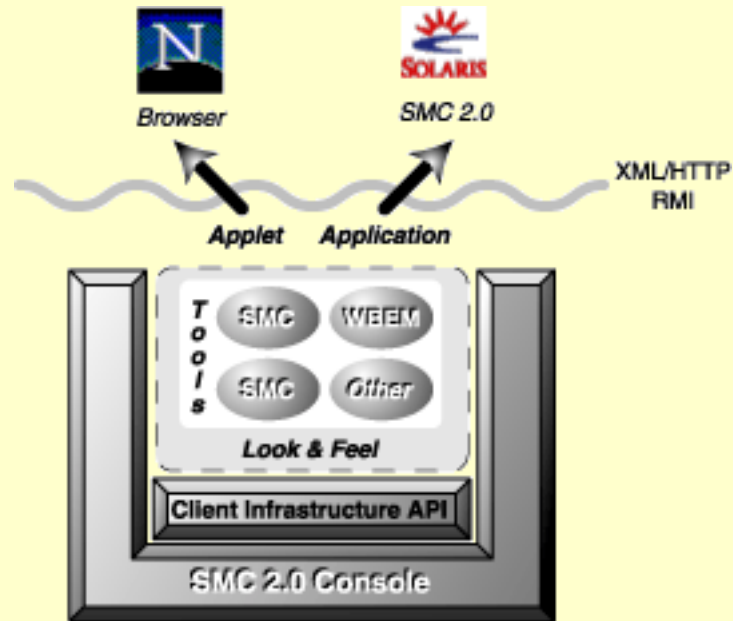 N
SOLARIS
Browser
SMC 2.0
XML/HTTP
RMI
Applet
Application
Tools
SMC
WBEM
SMC
Other
Look & Feel
Client Infrastructure API
SMC 2.0 Console